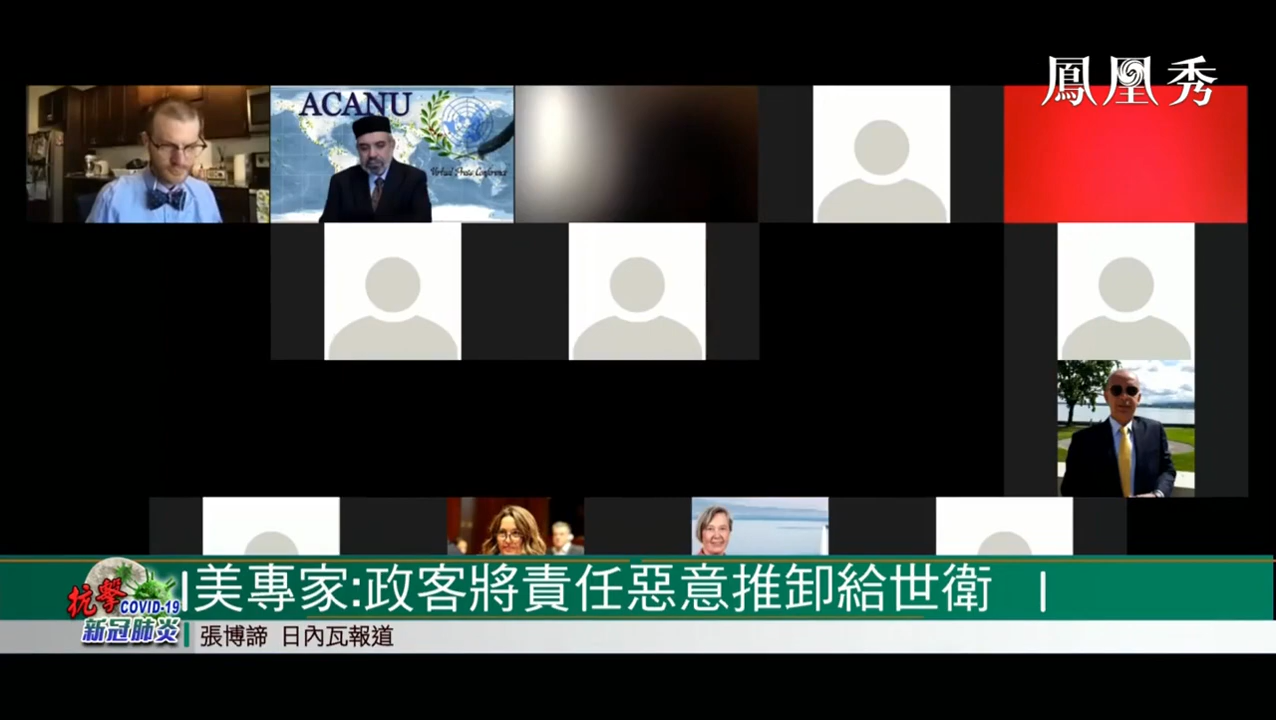 鳳凰秀
ACANU
Virtual Press Conference
抗擊
COVID-19
新冠肺炎
美專家:政客將責任惡意推卸給世衛
張博諦 日內瓦報道